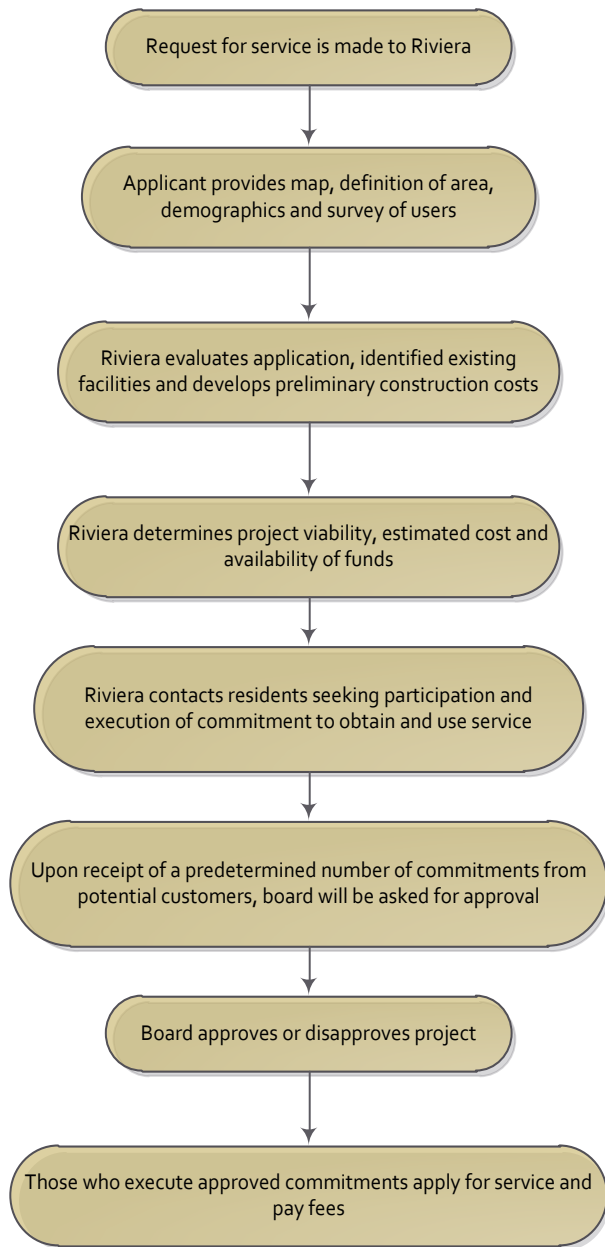 Request for service is made to Riviera
Applicant provides map, definition of area,
demographics and survey of users
Riviera evaluates application, identified existing
facilities and develops preliminary construction costs
Riviera determines project viability, estimated cost and
availability of funds
Riviera contacts residents seeking participation and
execution of commitment to obtain and use service
Upon receipt of a predetermined number of commitments from
potential customers, board will be asked for approval
Board approves or disapproves project
Those who execute approved commitments apply for service and
pay fees